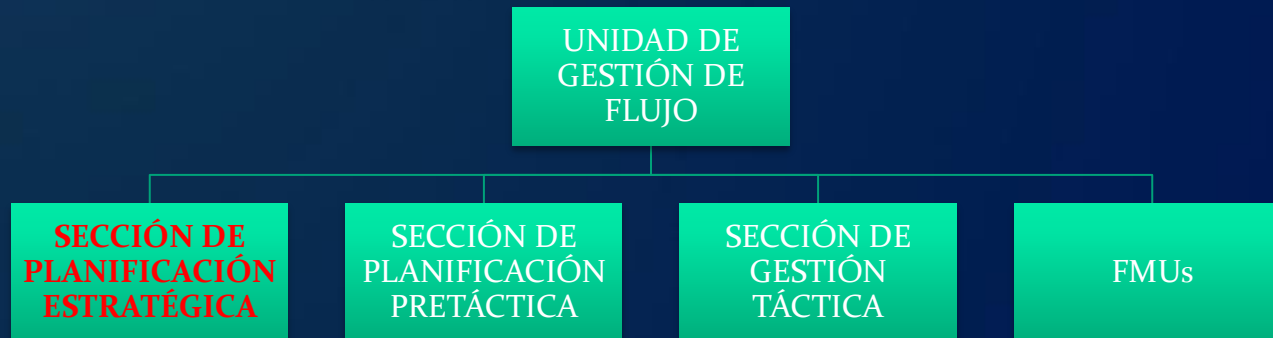 UNIDAD DE
GESTIÓN DE
FLUJO
SECCIÓN DE
PLANIFICACIÓN
ESTRATÉGICA
SECCIÓN DE
PLANIFICACIÓN
PRETÁCTICA
SECCIÓN DE
GESTIÓN
TÁCTICA
FMUs